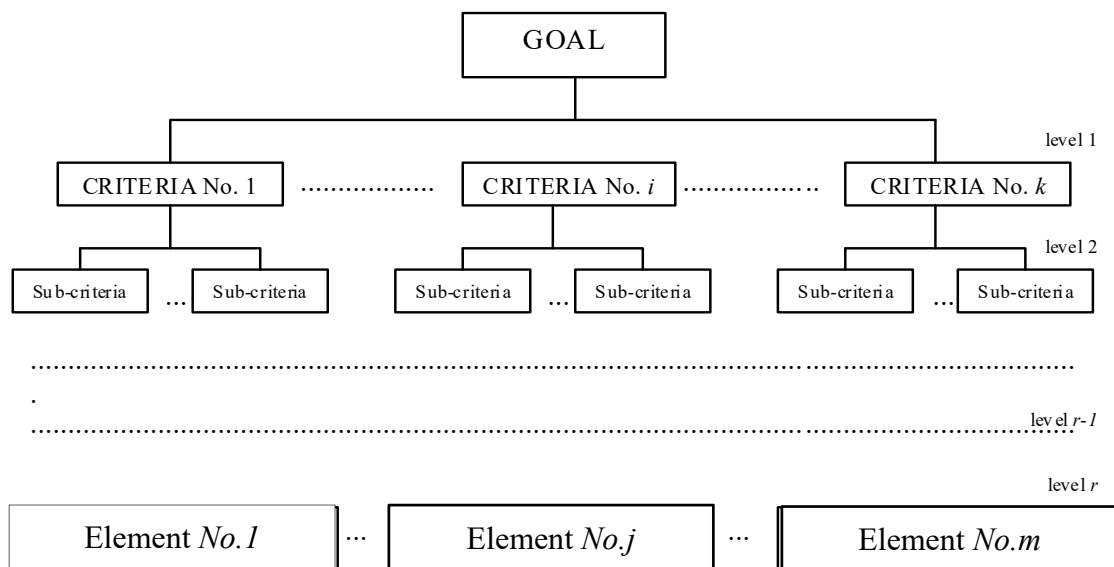 GOAL
level 1
CRITERIA No. 1 .................... CRITERIA No. i .................... CRITERIA No. k
level 2
Sub-criteria ... Sub-criteria Sub-criteria ... Sub-criteria Sub-criteria ... Sub-criteria
level r-1
level r
Element No.1 ... Element No.j ... Element No.m